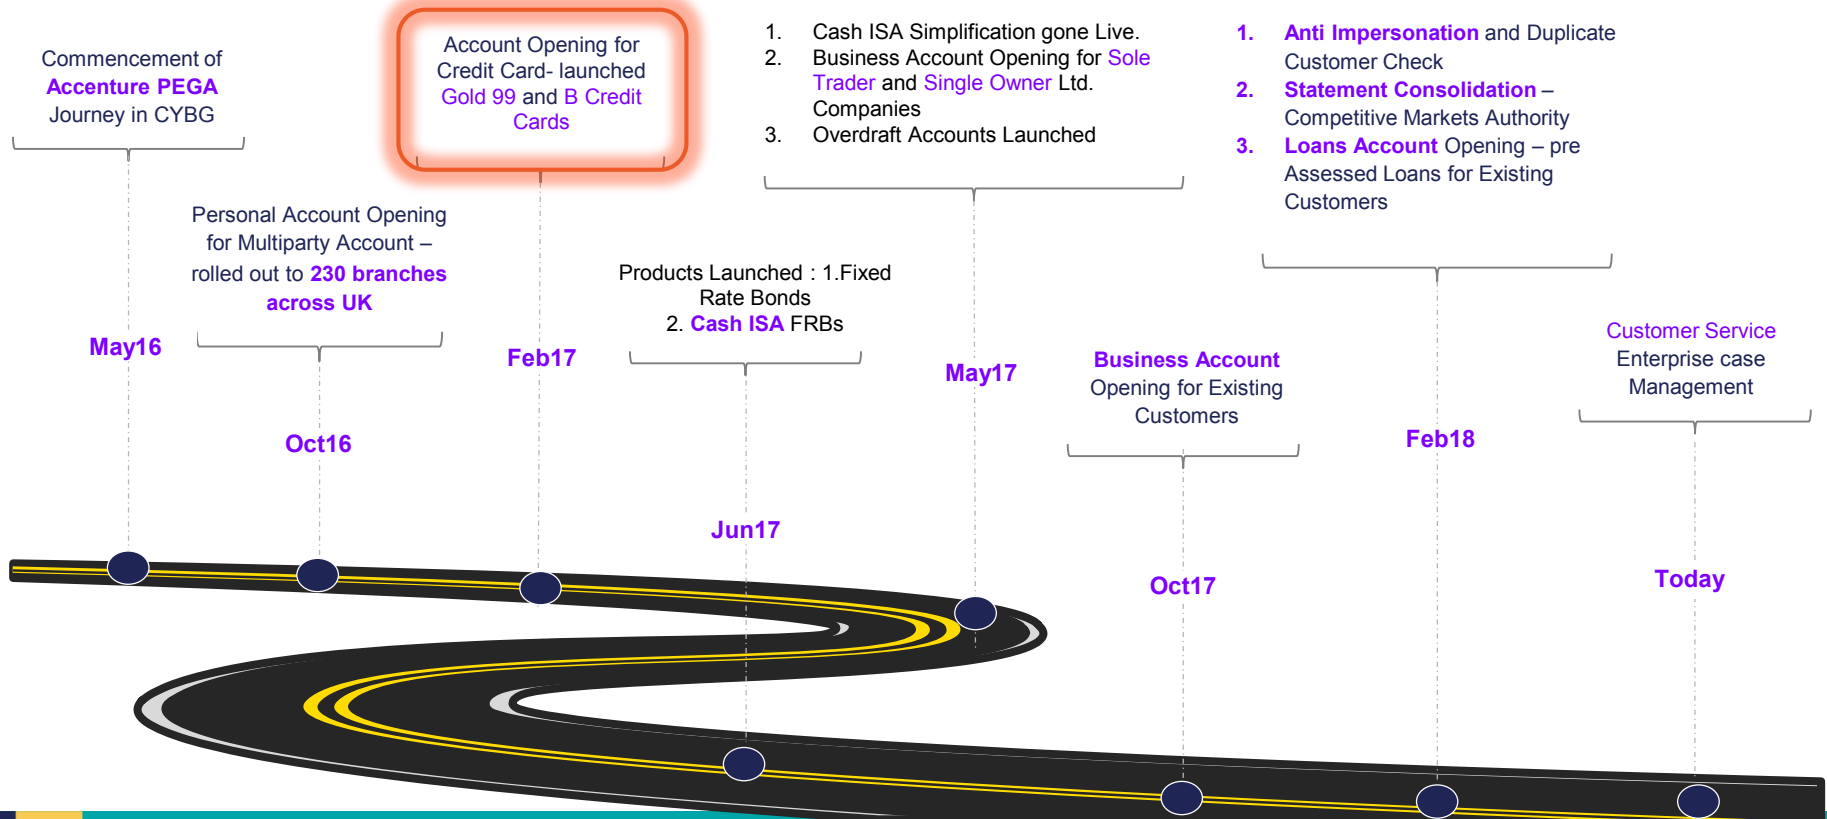 Commencement of
Accenture PEGA
Journey in CYBG
May16
Personal Account Opening
for Multiparty Account –
rolled out to 230 branches
across UK
Oct16
Account Opening for
Credit Card- launched
Gold 99 and B Credit
Cards
Feb17
Products Launched : 1.Fixed
Rate Bonds
2. Cash ISA FRBs
Jun17
1. Cash ISA Simplification gone Live.
2. Business Account Opening for Sole
Trader and Single Owner Ltd.
Companies
3. Overdraft Accounts Launched
May17
Business Account
Opening for Existing
Customers
Oct17
1. Anti Impersonation and Duplicate
Customer Check
2. Statement Consolidation –
Competitive Markets Authority
3. Loans Account Opening – pre
Assessed Loans for Existing
Customers
Feb18
Customer Service
Enterprise case
Management
Today